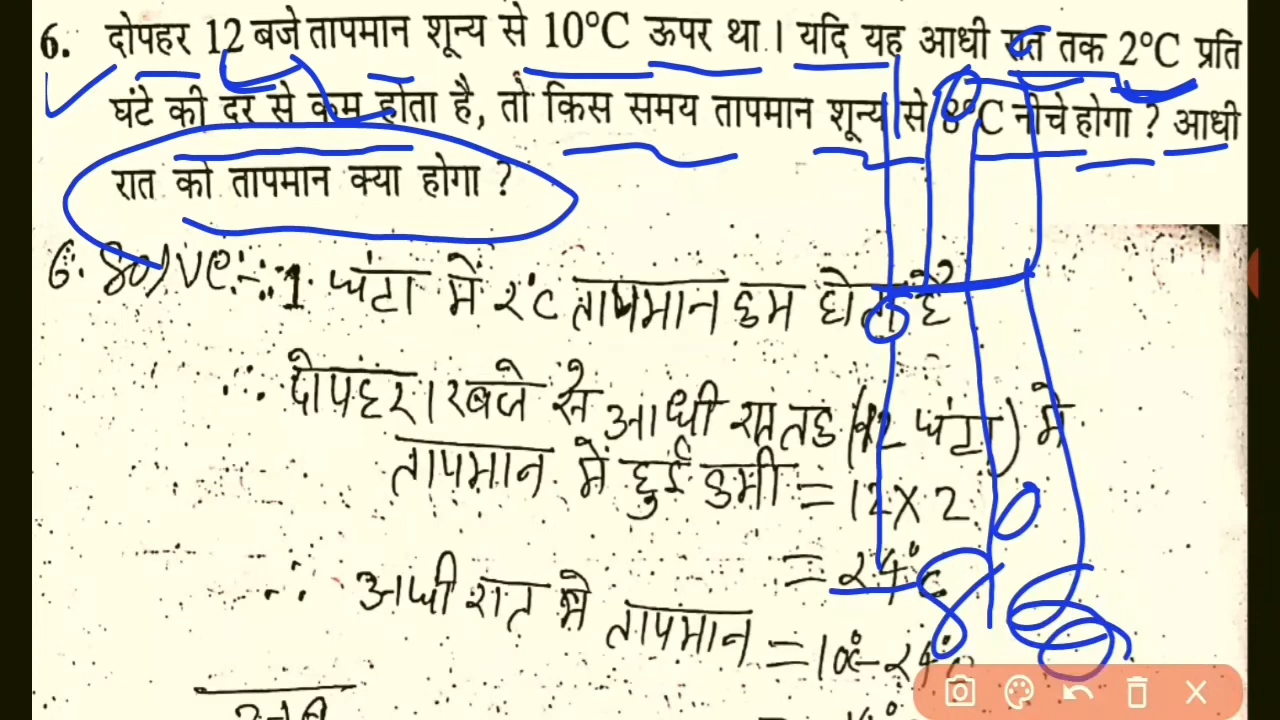 6. दोपहर 12 बजे तापमान शून्य से 10°C ऊपर था । यदि यह आधी रात तक 2°C प्रति
घंटे की दर से कम होता है, तो किस समय तापमान शून्य से 8°C नीचे होगा ? आधी
रात को तापमान क्या होगा ?
6. Solve:- ∴ 1 घंटा में 2°C तापमान कम होता है
∴ दोपहर 12 बजे से आधी रात तक (12 घंटा) में
तापमान में हुई कमी = 12 x 2
= 24°C
∴ आधी रात में तापमान = 10°C - 24°C